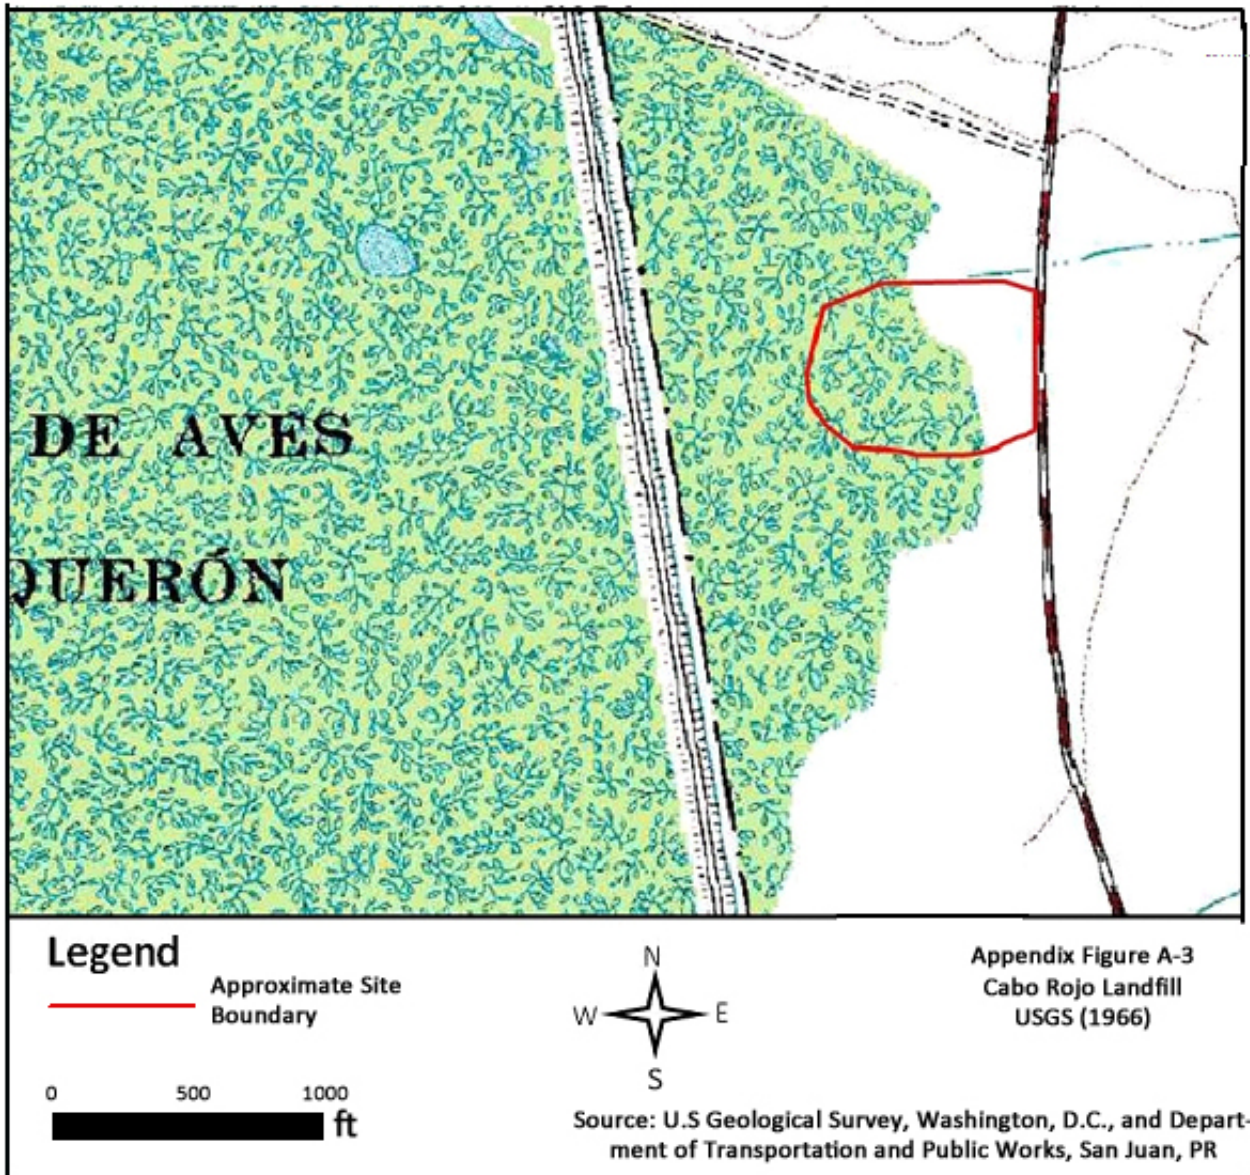 DE AVES
QUERÓN
Legend
Approximate Site
Boundary
N
W
E
S
0 500 1000
ft
Appendix Figure A-3
Cabo Rojo Landfill
USGS (1966)
Source: U.S Geological Survey, Washington, D.C., and Depart-
ment of Transportation and Public Works, San Juan, PR